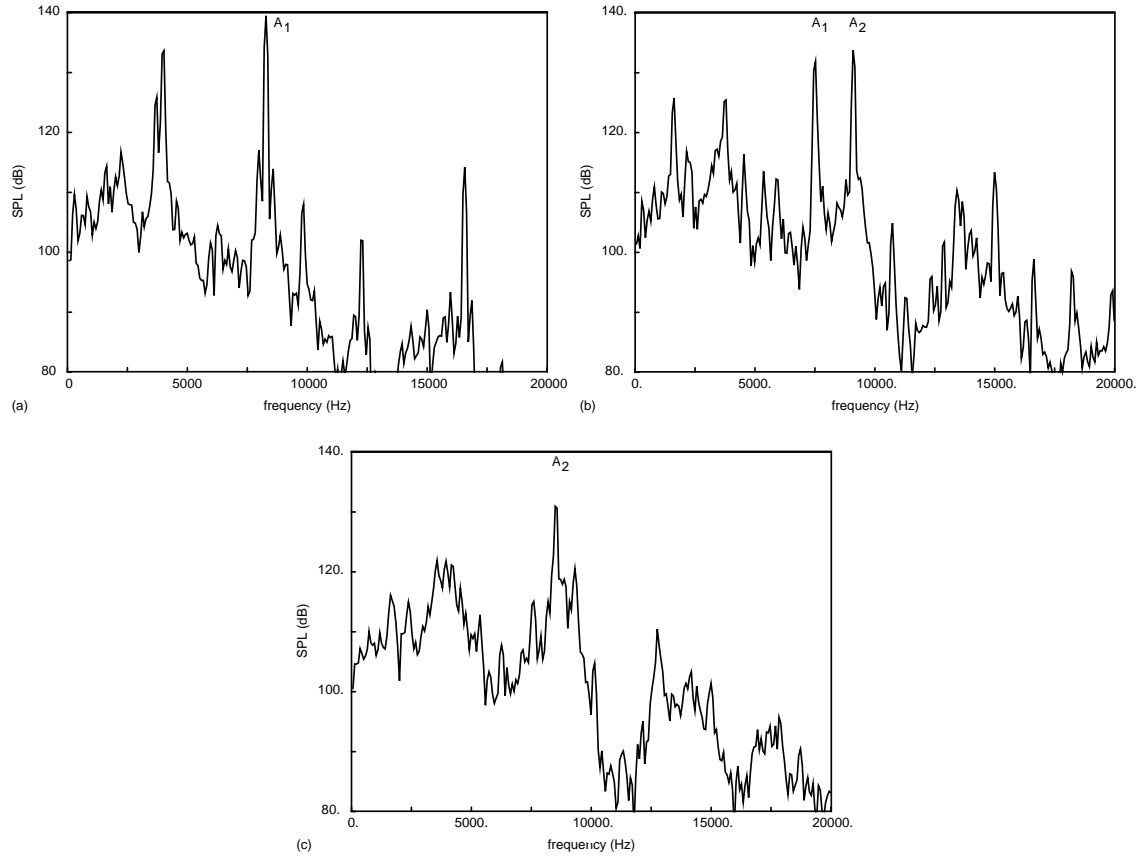 140
A1
120
SPL (dB)
100
80
0 5000 10000 15000 20000
frequency (Hz)
(a)
140.
A1 A2
120.
SPL (dB)
100.
80.
0. 5000. 10000. 15000. 20000.
frequency (Hz)
(b)
140.
A2
120.
SPL (dB)
100.
80.
0. 5000. 10000. 15000. 20000.
frequency (Hz)
(c)